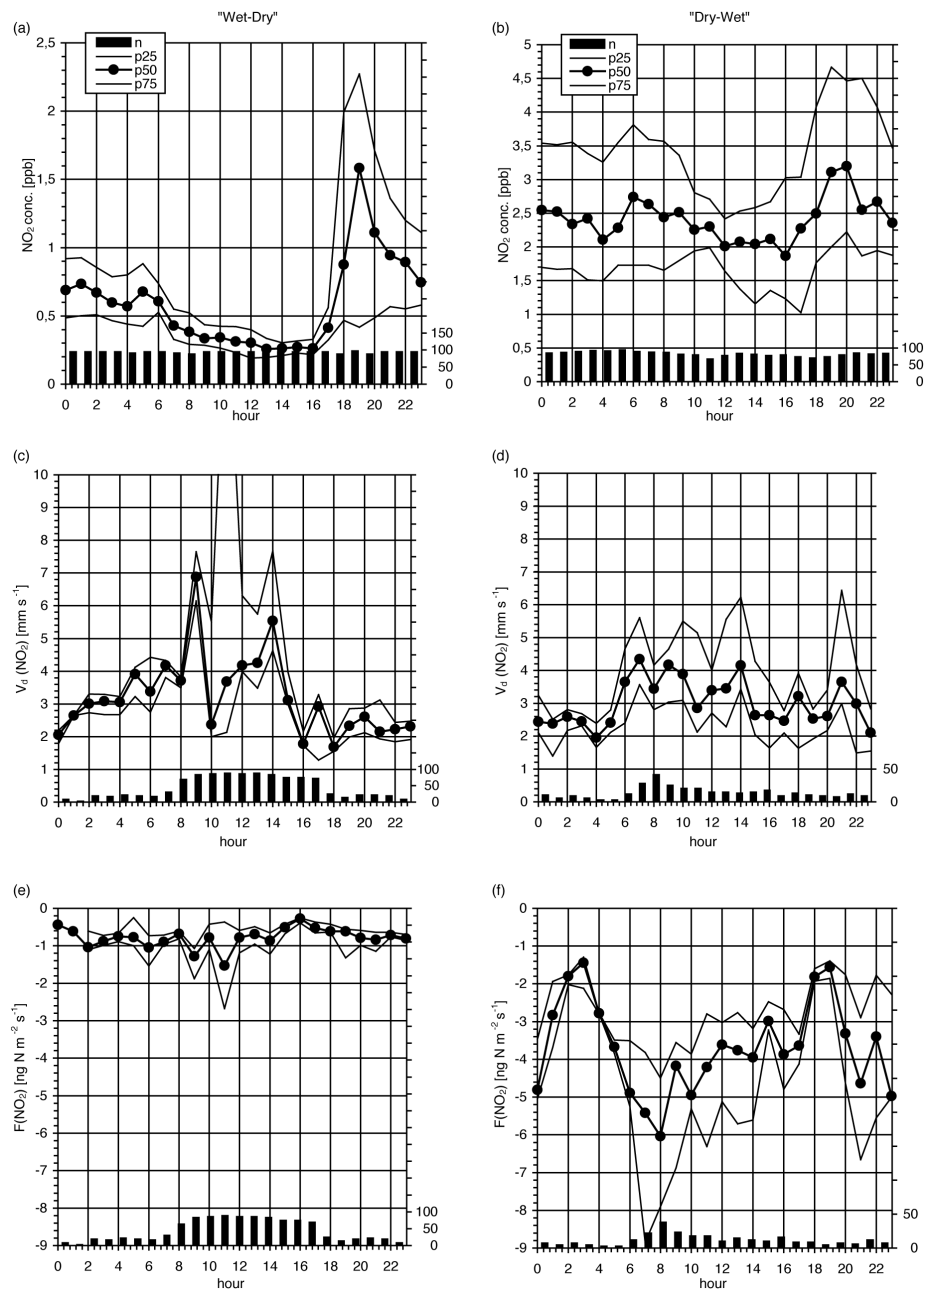 "Wet-Dry"
"Dry-Wet"
(a)
n
p25
p50
p75
2,5
2
1,5
1
0,5
0
NO2 conc. [ppb]
150
100
50
0
0 2 4 6 8 10 12 14 16 18 20 22
hour
(b)
n
p25
p50
p75
5
4,5
4
3,5
3
2,5
2
1,5
1
0,5
0
NO2 conc. [ppb]
100
50
0
0 2 4 6 8 10 12 14 16 18 20 22
hour
(c)
10
9
8
7
6
5
4
3
2
1
0
Vd (NO2) [mm s-1]
100
50
0
0 2 4 6 8 10 12 14 16 18 20 22
hour
(d)
10
9
8
7
6
5
4
3
2
1
0
Vd (NO2) [mm s-1]
50
0
0 2 4 6 8 10 12 14 16 18 20 22
hour
(e)
0
-1
-2
-3
-4
-5
-6
-7
-8
-9
F(NO2) [ng N m-2 s-1]
100
50
0
0 2 4 6 8 10 12 14 16 18 20 22
hour
(f)
0
-1
-2
-3
-4
-5
-6
-7
-8
-9
F(NO2) [ng N m-2 s-1]
50
0
0 2 4 6 8 10 12 14 16 18 20 22
hour